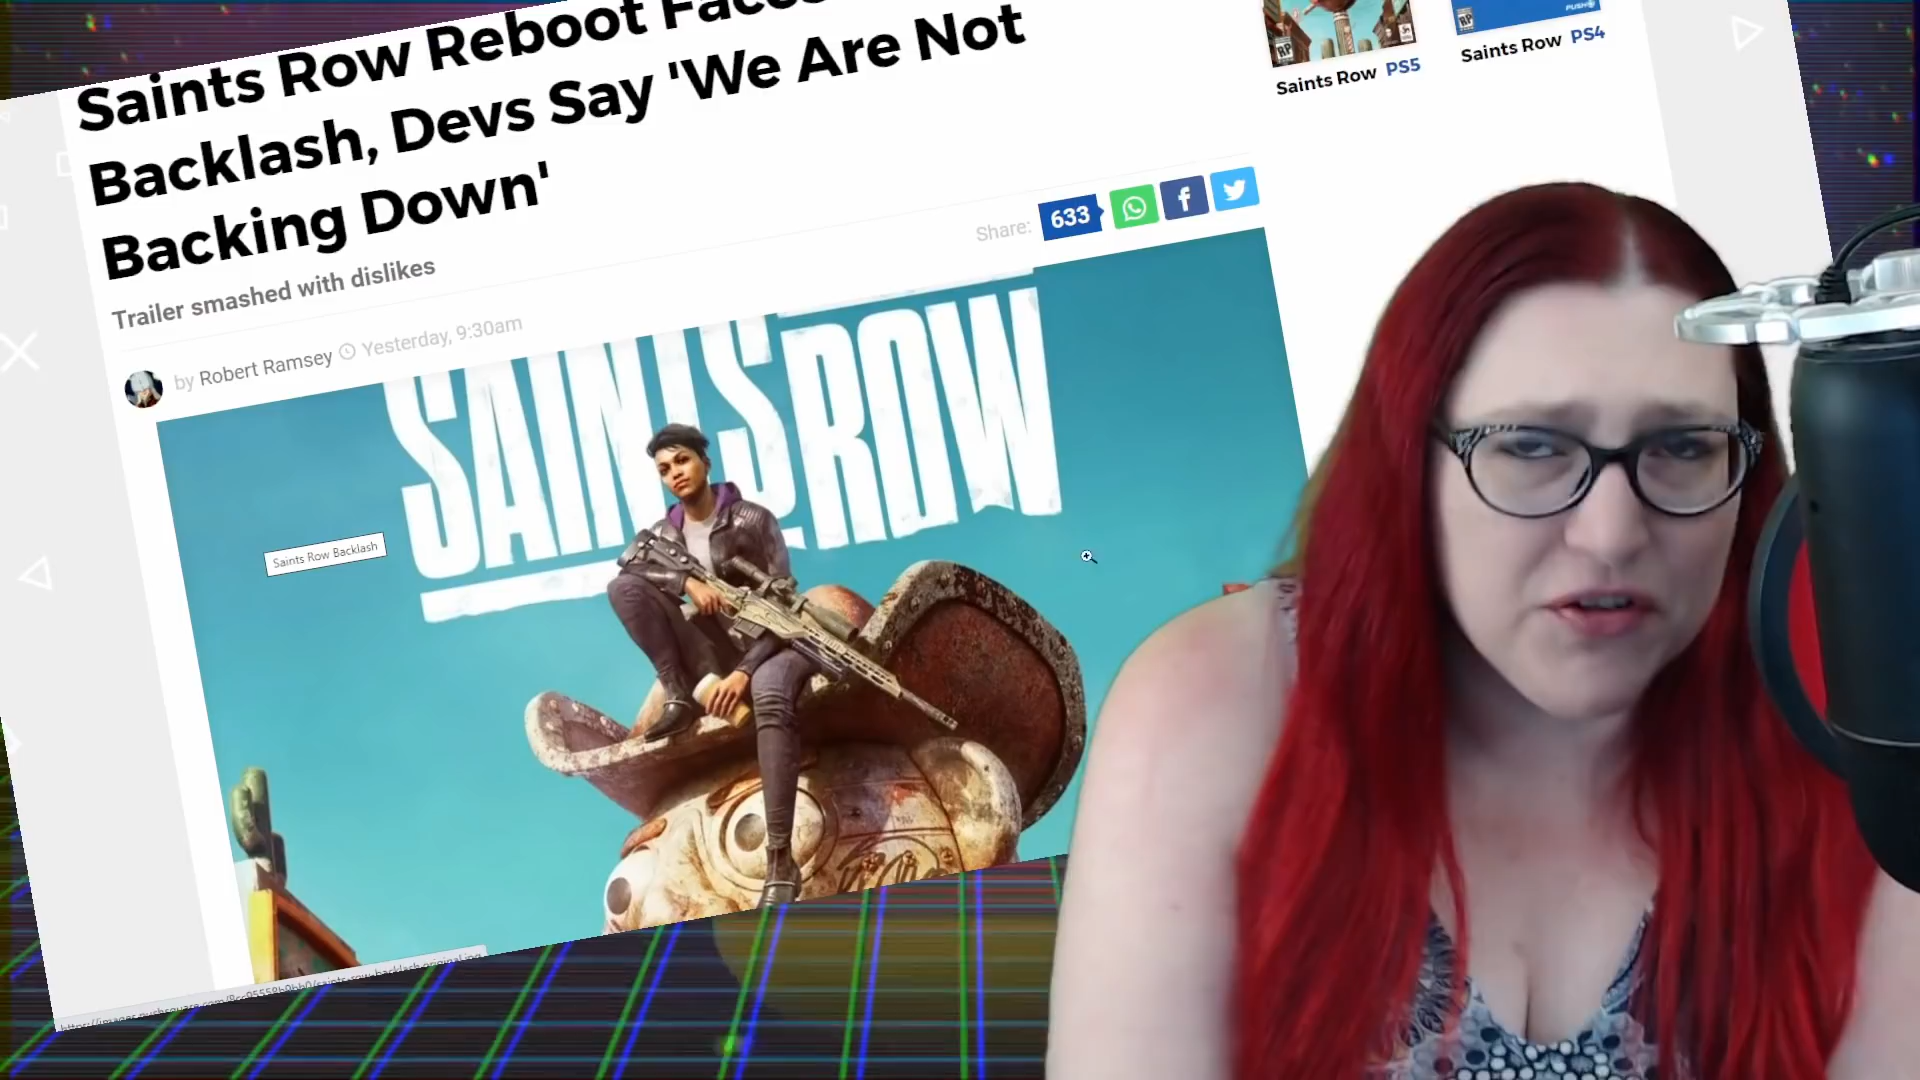 Saints Row Reboot Faces
Backlash, Devs Say 'We Are Not
Backing Down'
Trailer smashed with dislikes
by Robert Ramsey Yesterday, 9:30am
Share: 633
Saints Row PS5
Saints Row PS4
SAINTS ROW
Saints Row Backlash